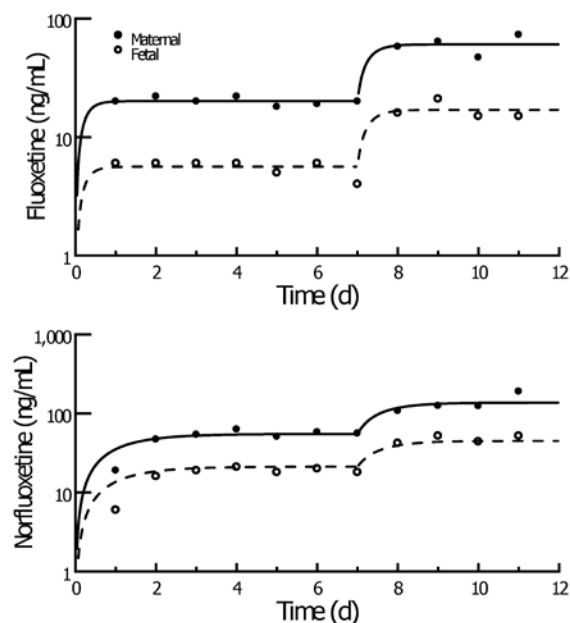 100
10
1
Fluoxetine (ng/mL)
Maternal
Fetal
0 2 4 6 8 10 12
Time (d)
1,000
100
10
1
Norfluoxetine (ng/mL)
0 2 4 6 8 10 12
Time (d)